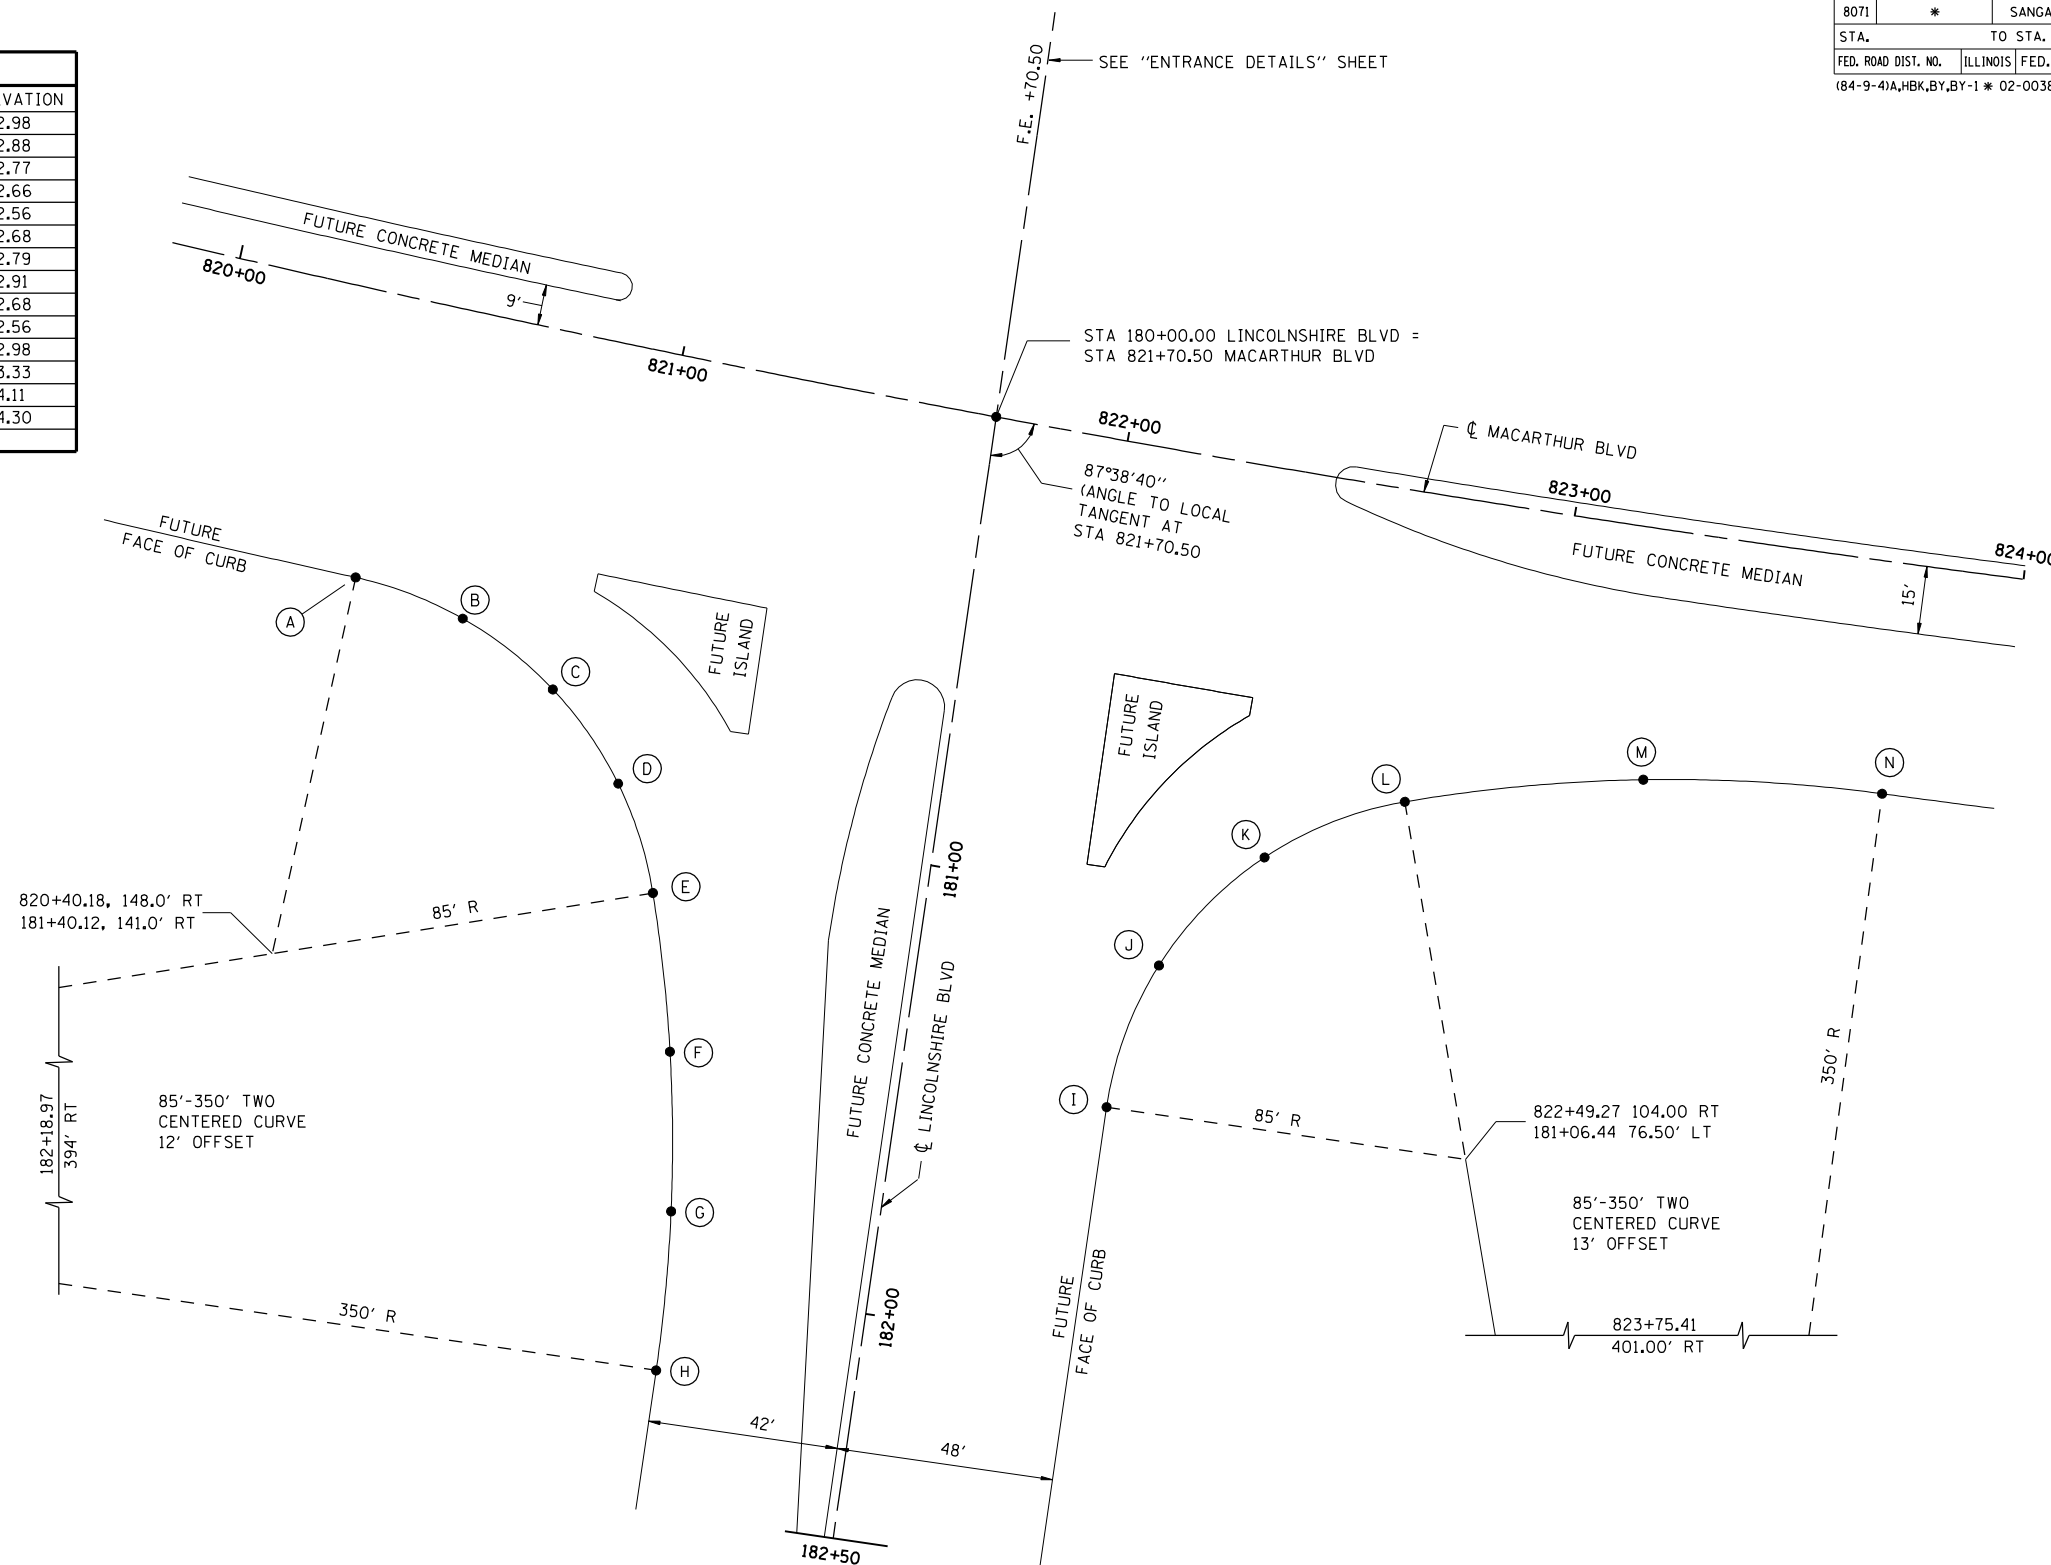 8071 * SANGA
STA. TO STA.
FED. ROAD DIST. NO. ILLINOIS FED.
(84-9-4)A,HBK,BY,BY-1 * 02-0038
VATION
2.98
2.88
2.77
2.66
2.56
2.68
2.79
2.91
2.68
2.56
2.98
3.33
4.11
4.30
F.E. +70.50
SEE "ENTRANCE DETAILS" SHEET
FUTURE CONCRETE MEDIAN
820+00
9'
821+00
STA 180+00.00 LINCOLNSHIRE BLVD =
STA 821+70.50 MACARTHUR BLVD
822+00
℄ MACARTHUR BLVD
87°38'40"
(ANGLE TO LOCAL
TANGENT AT
STA 821+70.50
823+00
824+00
FUTURE CONCRETE MEDIAN
15'
FUTURE
FACE OF CURB
A
B
C
D
E
F
G
H
FUTURE
ISLAND
FUTURE
ISLAND
I
J
K
L
M
N
820+40.18, 148.0' RT
181+40.12, 141.0' RT
85' R
182+18.97
394' RT
85'-350' TWO
CENTERED CURVE
12' OFFSET
350' R
181+00
FUTURE CONCRETE MEDIAN
℄ LINCOLNSHIRE BLVD
182+00
42'
48'
182+50
FUTURE
FACE OF CURB
85' R
822+49.27 104.00 RT
181+06.44 76.50' LT
350' R
85'-350' TWO
CENTERED CURVE
13' OFFSET
823+75.41
401.00' RT